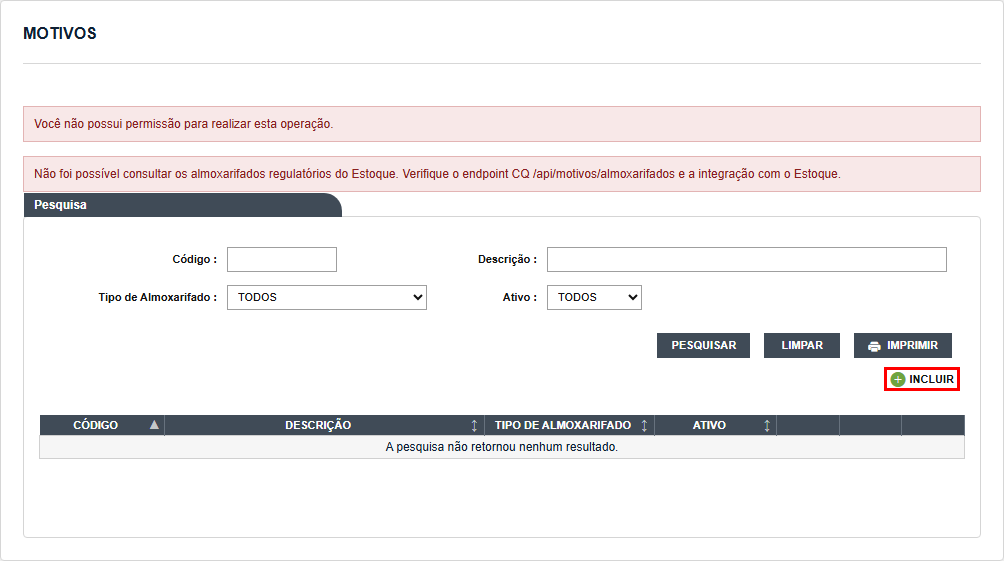 MOTIVOS
Você não possui permissão para realizar esta operação.
Não foi possível consultar os almoxarifados regulatórios do Estoque. Verifique o endpoint CQ /api/motivos/almoxarifados e a integração com o Estoque.
Pesquisa
Código :
Descrição :
Tipo de Almoxarifado : TODOS
Ativo : TODOS
PESQUISAR LIMPAR IMPRIMIR
INCLUIR
CÓDIGO DESCRIÇÃO TIPO DE ALMOXARIFADO ATIVO
A pesquisa não retornou nenhum resultado.